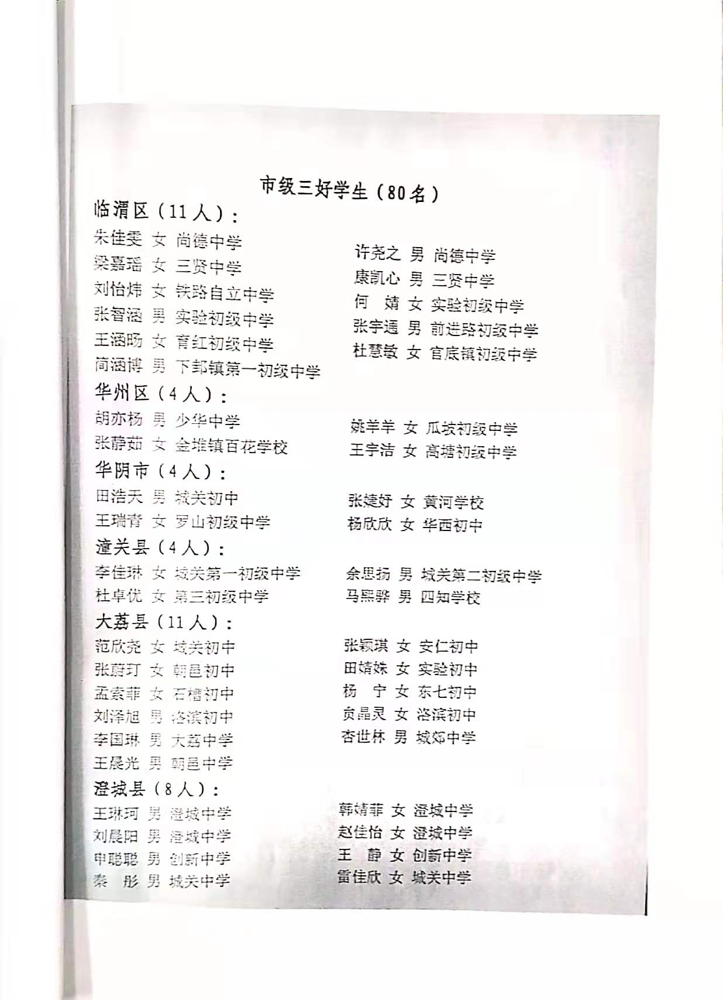 市级三好学生（80名）
临渭区（11人）：
朱佳雯 女 尚德中学 许尧之 男 尚德中学
梁嘉瑶 女 三贤中学 康凯心 男 三贤中学
刘怡炜 女 铁路自立中学 何 婧 女 实验初级中学
张智涵 男 实验初级中学 张宇通 男 前进路初级中学
王涵旸 女 育红初级中学 杜慧敏 女 官底镇初级中学
简涵博 男 下邽镇第一初级中学
华州区（4人）：
胡亦杨 男 少华中学 姚羊羊 女 瓜坡初级中学
张静茹 女 金堆镇百花学校 王宇洁 女 高塘初级中学
华阴市（4人）：
田浩天 男 城关初中 张婕妤 女 黄河学校
王瑞青 女 罗山初级中学 杨欣欣 女 华西初中
潼关县（4人）：
李佳琳 女 城关第一初级中学 余思扬 男 城关第二初级中学
杜卓优 女 第三初级中学 马熙骅 男 四知学校
大荔县（11人）：
范欣尧 女 城关初中 张颖琪 女 安仁初中
张蔚玎 女 朝邑初中 田婧姝 女 实验初中
孟索菲 女 石槽初中 杨 宁 女 东七初中
刘泽旭 男 洛滨初中 贠晶灵 女 洛滨初中
李国琳 男 大荔中学 杏世林 男 城郊中学
王晨光 男 朝邑中学
澄城县（8人）：
王琳珂 男 澄城中学 韩婧菲 女 澄城中学
刘晨阳 男 澄城中学 赵佳怡 女 澄城中学
申聪聪 男 创新中学 王 静 女 创新中学
秦 彤 男 城关中学 雷佳欣 女 城关中学